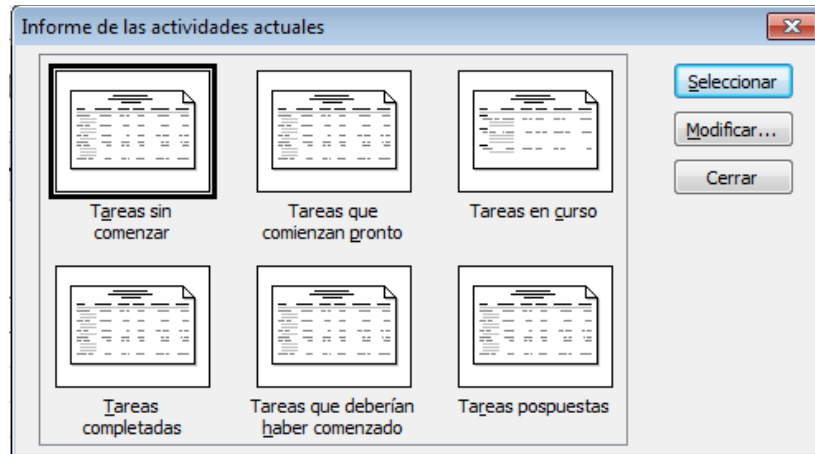 Informe de las actividades actuales
Seleccionar
Modificar...
Cerrar
Tareas sin
comenzar
Tareas que
comienzan pronto
Tareas en curso
Tareas
completadas
Tareas que deberían
haber comenzado
Tareas pospuestas